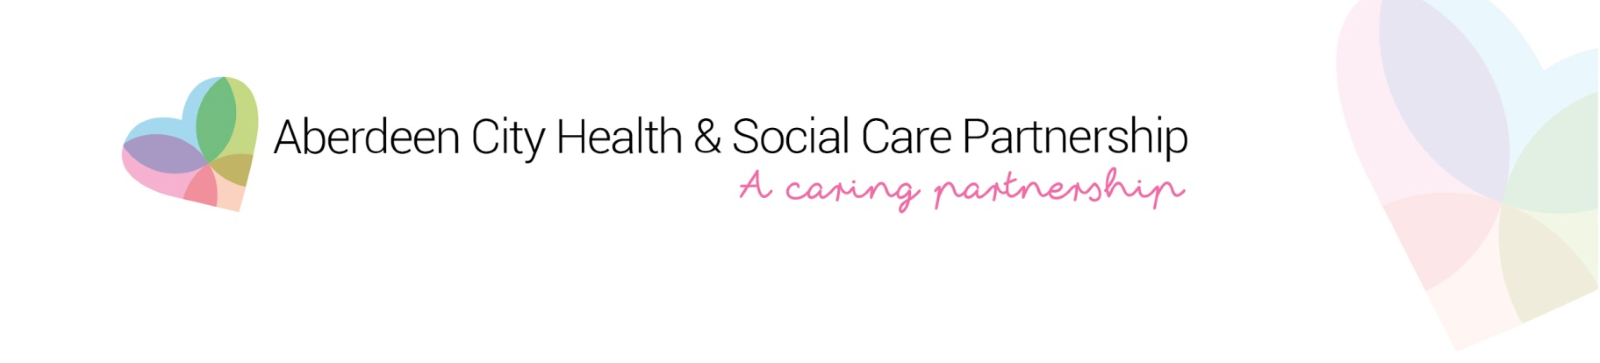 Aberdeen City Health & Social Care Partnership
A caring partnership